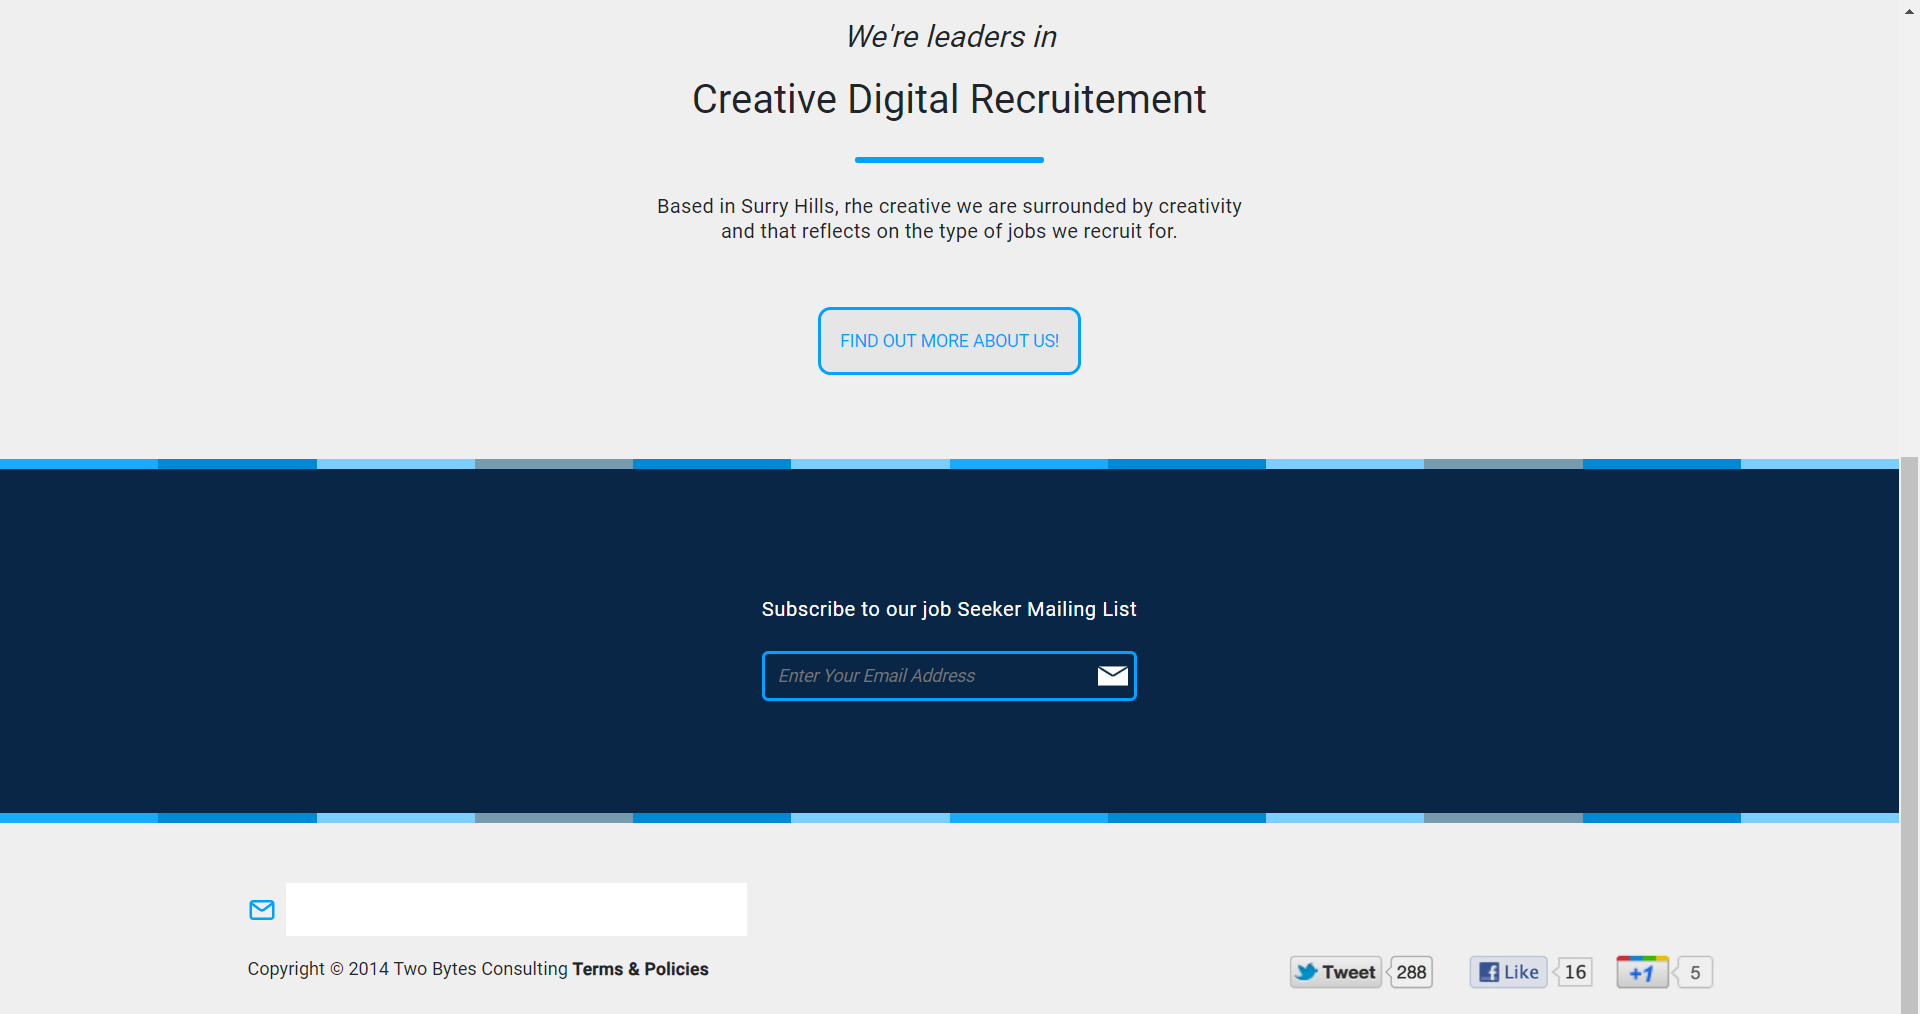 We're leaders in
Creative Digital Recruitement
Based in Surry Hills, rhe creative we are surrounded by creativity
and that reflects on the type of jobs we recruit for.
FIND OUT MORE ABOUT US!
Subscribe to our job Seeker Mailing List
Enter Your Email Address
Copyright © 2014 Two Bytes Consulting Terms & Policies
Tweet 288 Like 16 +1 5